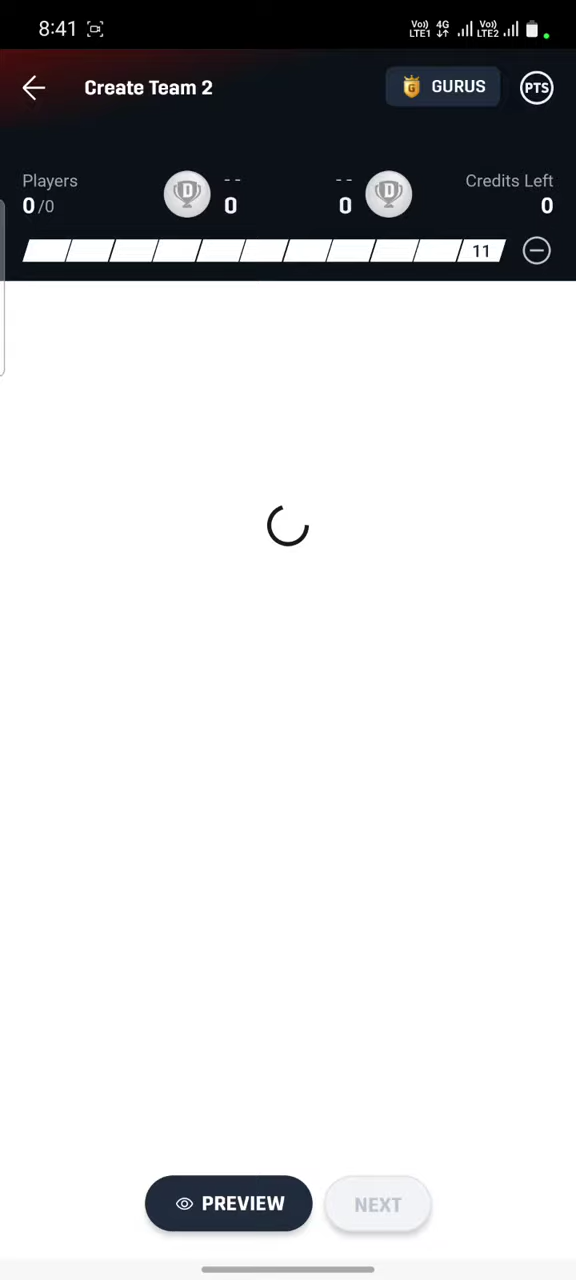 8:41 Vo)) LTE1 4G Vo)) LTE2
Create Team 2 G GURUS PTS
Players D - - - - D Credits Left
0/0 0 0 0
11
PREVIEW NEXT